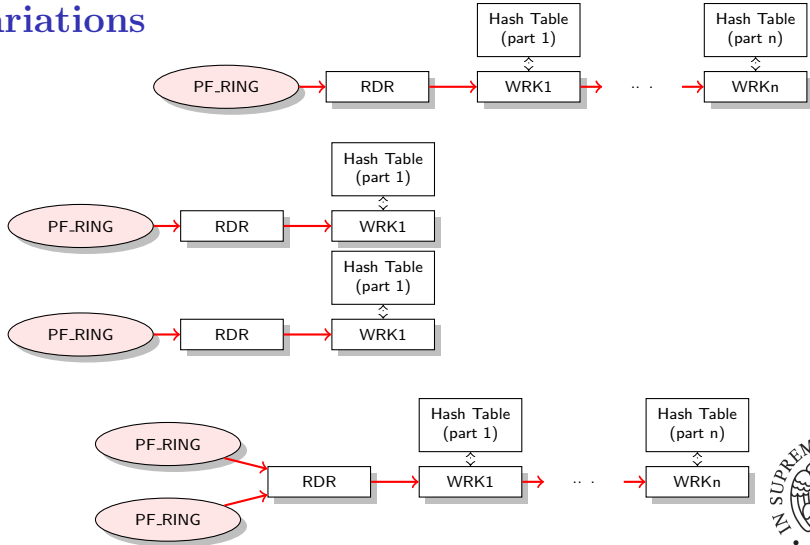 ariations
Hash Table
(part 1)
Hash Table
(part n)
PF_RING
RDR
WRK1
.. .
WRKn
Hash Table
(part 1)
PF_RING
RDR
WRK1
Hash Table
(part 1)
PF_RING
RDR
WRK1
Hash Table
(part 1)
Hash Table
(part n)
PF_RING
RDR
WRK1
.. .
WRKn
PF_RING
IN SUPREM